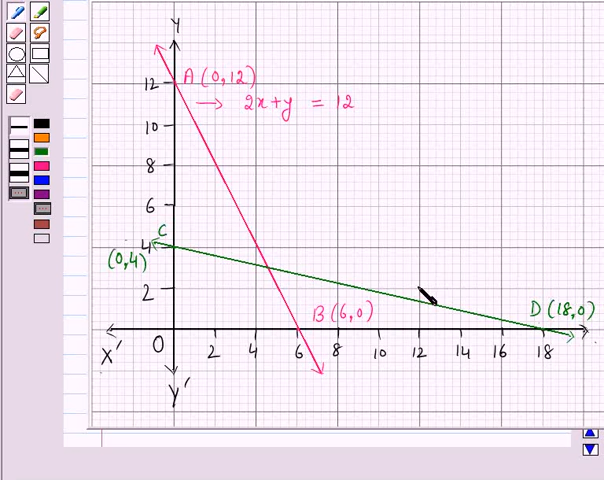 Y
A (0,12)
12
→ 2x+y = 12
10
8
6
C
4
(0,4)
2
B (6,0)
D (18,0)
X' O 2 4 6 8 10 12 14 16 18
Y'